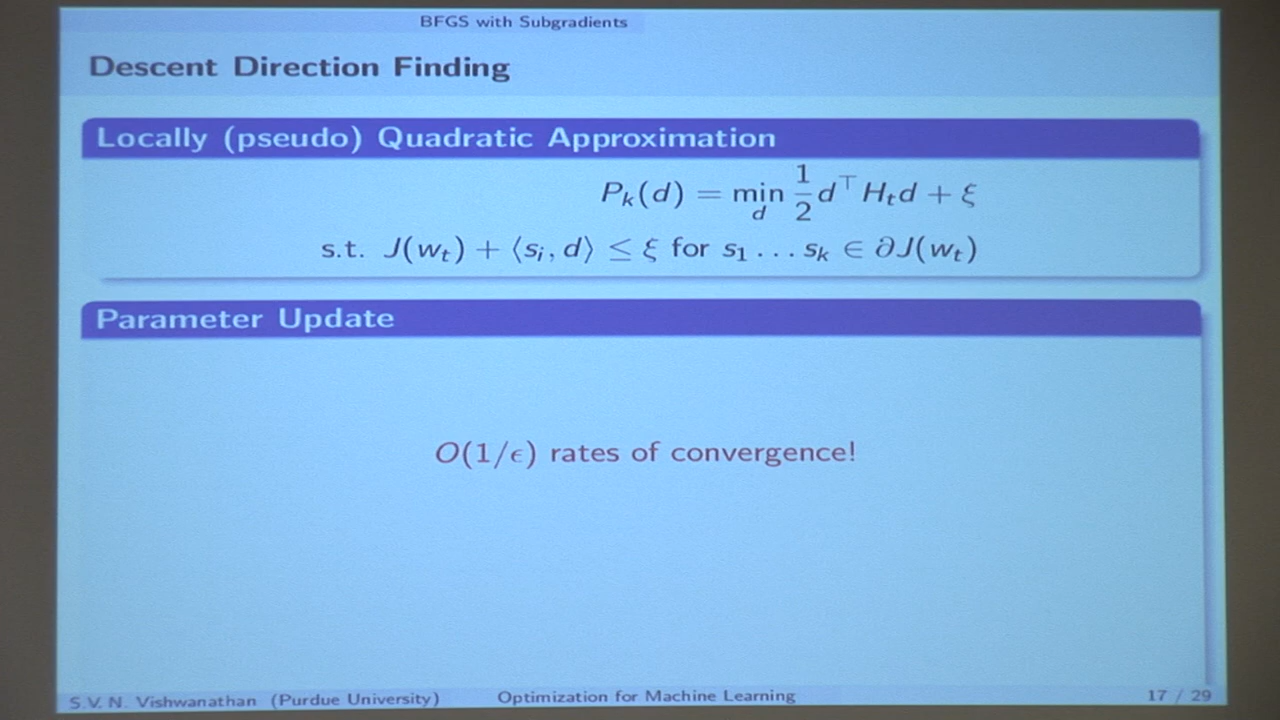 BFGS with Subgradients
Descent Direction Finding
Locally (pseudo) Quadratic Approximation
P_k(d) = min_d 1/2 d^⊤ H_t d + ξ
s.t. J(w_t) + ⟨s_i, d⟩ ≤ ξ for s_1 . . . s_k ∈ ∂J(w_t)
Parameter Update
O(1/ϵ) rates of convergence!
S.V. N. Vishwanathan (Purdue University) Optimization for Machine Learning 17 / 29